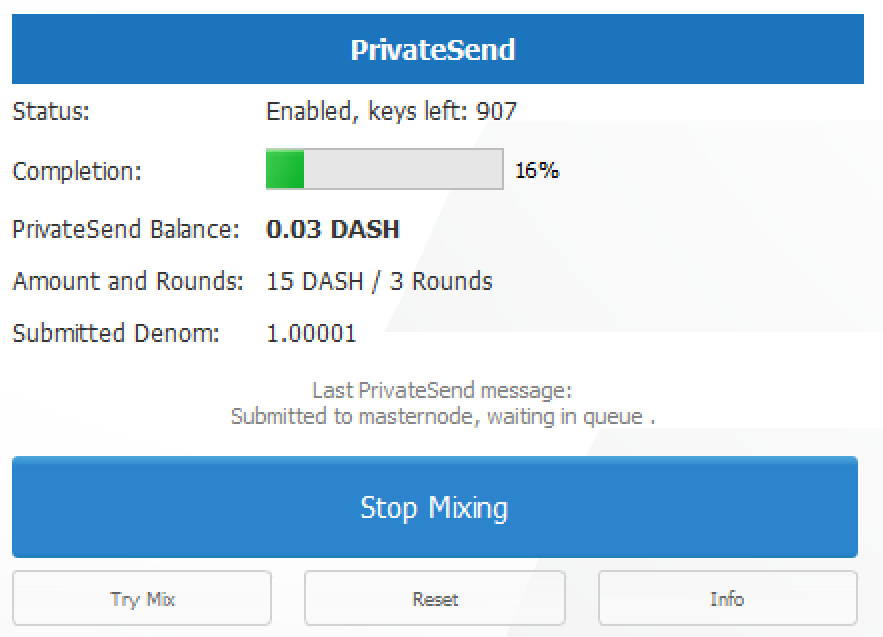 PrivateSend
Status: Enabled, keys left: 907
Completion: 16%
PrivateSend Balance: 0.03 DASH
Amount and Rounds: 15 DASH / 3 Rounds
Submitted Denom: 1.00001
Last PrivateSend message:
Submitted to masternode, waiting in queue .
Stop Mixing
Try Mix Reset Info